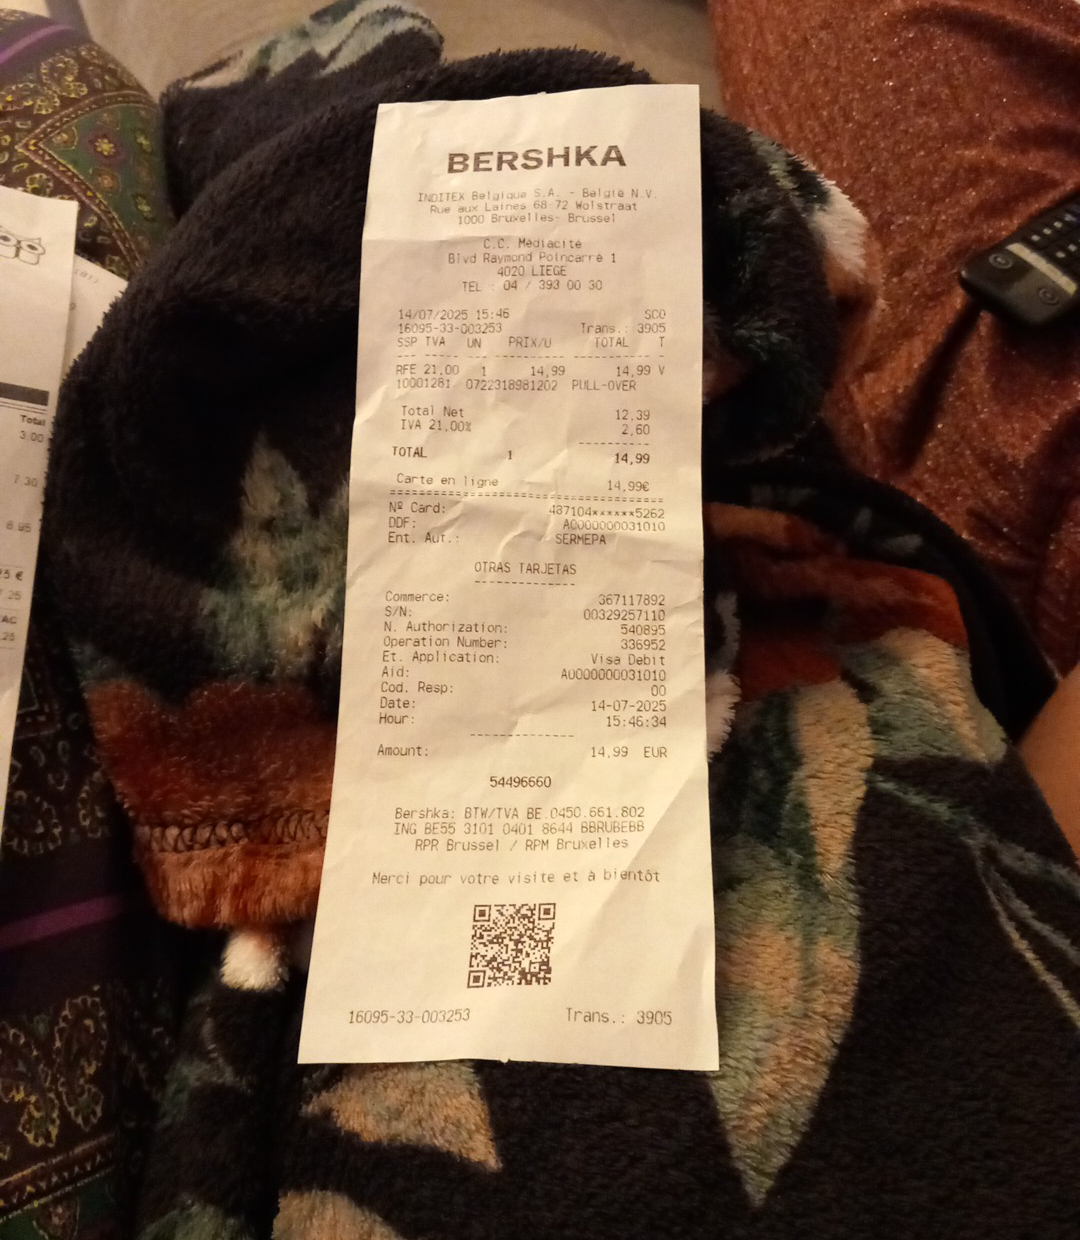 BERSHKA
INDITEX Belgique S.A. - België N.V.
Rue aux Laines 68-72 Wolstraat
1000 Bruxelles- Brussel
C.C. Médiacité
Blvd Raymond Poincarré 1
4020 LIEGE
TEL : 04 / 393 00 30
14/07/2025 15:46 SCO
16095-33-003253 Trans.: 3905
SSP TVA UN PRIX/U TOTAL T
RFE 21,00 1 14,99 14,99 V
10001281 0722318981202 PULL-OVER
Total Net 12,39
IVA 21,00% 2,60
TOTAL 1 14,99
Carte en ligne 14,99€
Nº Card: 487104******5262
DDF: A0000000031010
Ent. Aut.: SERMEPA
OTRAS TARJETAS
Commerce: 367117892
S/N: 00329257110
N. Authorization: 540895
Operation Number: 336952
Et. Application: Visa Debit
Aid: A0000000031010
Cod. Resp: 00
Date: 14-07-2025
Hour: 15:46:34
Amount: 14.99 EUR
54496660
Bershka: BTW/TVA BE.0450.661.802
ING BE55 3101 0401 8644 BBRUBEBB
RPR Brussel / RPM Bruxelles
Merci pour votre visite et à bientôt
16095-33-003253 Trans.: 3905
Total
3.00
7.30
6.95